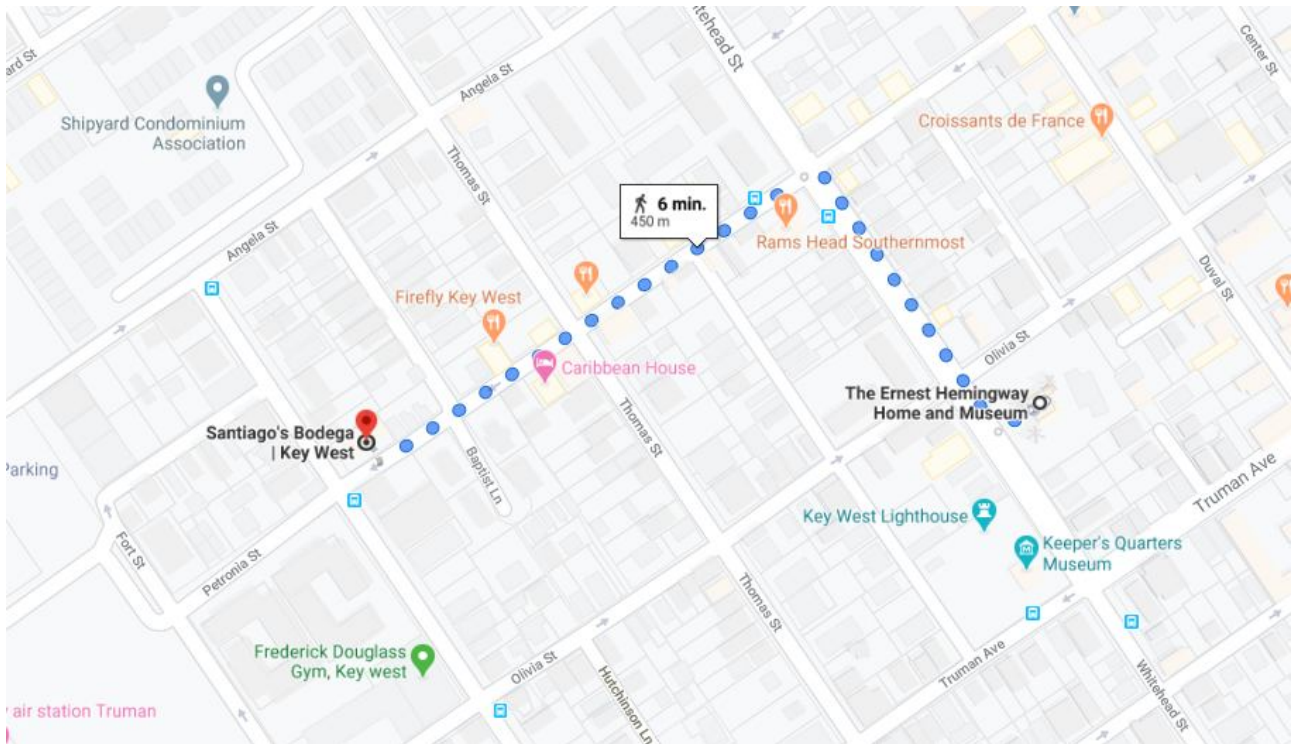 itehead St
Center St
ard St
Angela St
Shipyard Condominium
Association
Croissants de France
Thomas St
6 min.
450 m
Rams Head Southernmost
Angela St
Duval St
Firefly Key West
Olivia St
Caribbean House
The Ernest Hemingway
Home and Museum
Thomas St
Santiago's Bodega
| Key West
Parking
Baptist Ln
Truman Ave
Key West Lighthouse
Keeper's Quarters
Museum
Fort St
Petronia St
Thomas St
Frederick Douglass
Gym, Key west
Olivia St
Hutchinson Ln
Truman Ave
Whitehead St
air station Truman